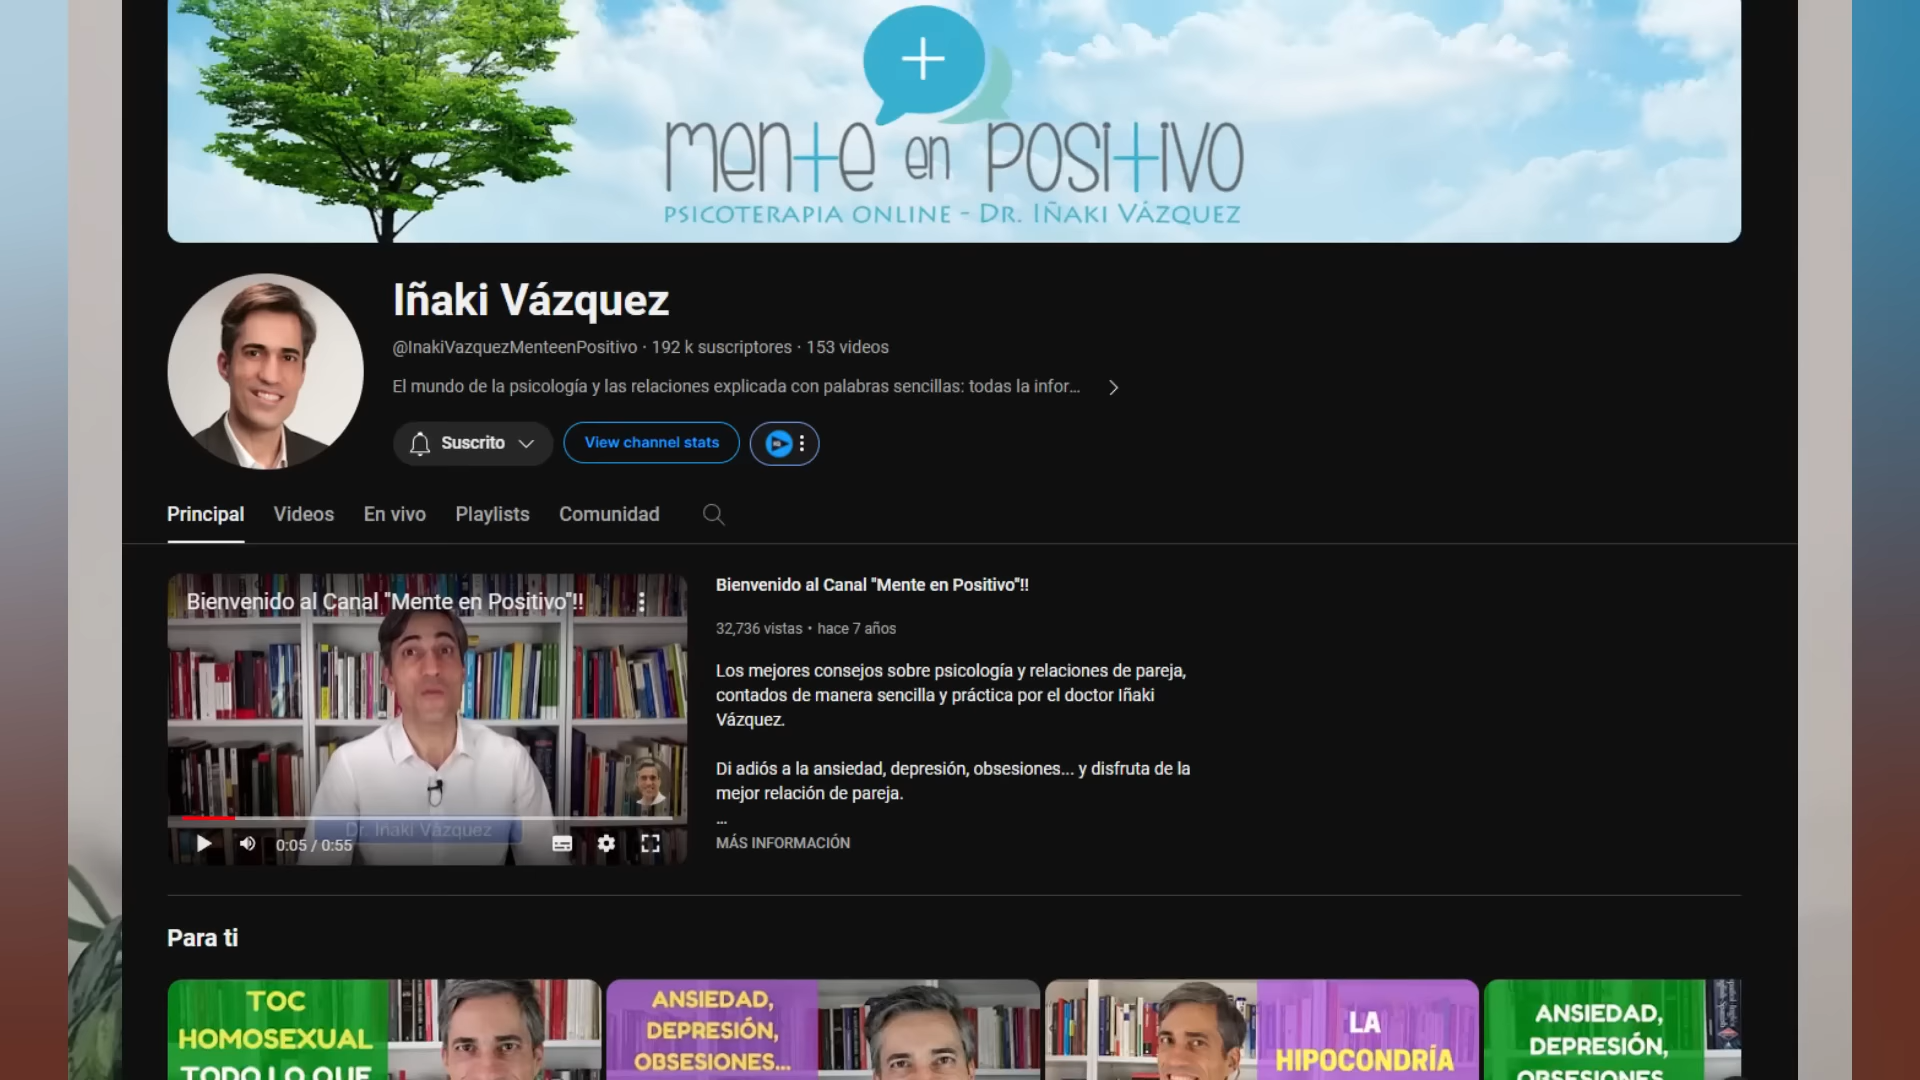 mente en positivo
PSICOTERAPIA ONLINE - DR. IÑAKI VÁZQUEZ
Iñaki Vázquez
@InakiVazquezMenteenPositivo · 192 k suscriptores · 153 videos
El mundo de la psicología y las relaciones explicada con palabras sencillas: todas la infor...
Suscrito
View channel stats
Principal
Videos
En vivo
Playlists
Comunidad
Bienvenido al Canal "Mente en Positivo"!!
Dr. Iñaki Vázquez
0:05 / 0:55
Bienvenido al Canal "Mente en Positivo"!!
32,736 vistas • hace 7 años
Los mejores consejos sobre psicología y relaciones de pareja,
contados de manera sencilla y práctica por el doctor Iñaki
Vázquez.
Di adiós a la ansiedad, depresión, obsesiones... y disfruta de la
mejor relación de pareja.
...
MÁS INFORMACIÓN
Para ti
TOC
HOMOSEXUAL
TODO LO QUE
ANSIEDAD,
DEPRESIÓN,
OBSESIONES...
LA
HIPOCONDRÍA
ANSIEDAD,
DEPRESIÓN,
OBSESIONES